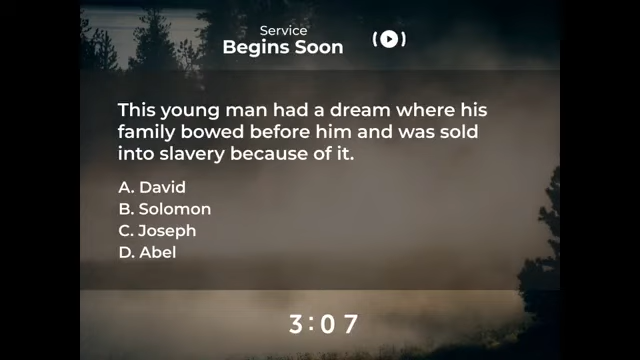 Service
Begins Soon
This young man had a dream where his
family bowed before him and was sold
into slavery because of it.
A. David
B. Solomon
C. Joseph
D. Abel
3:07